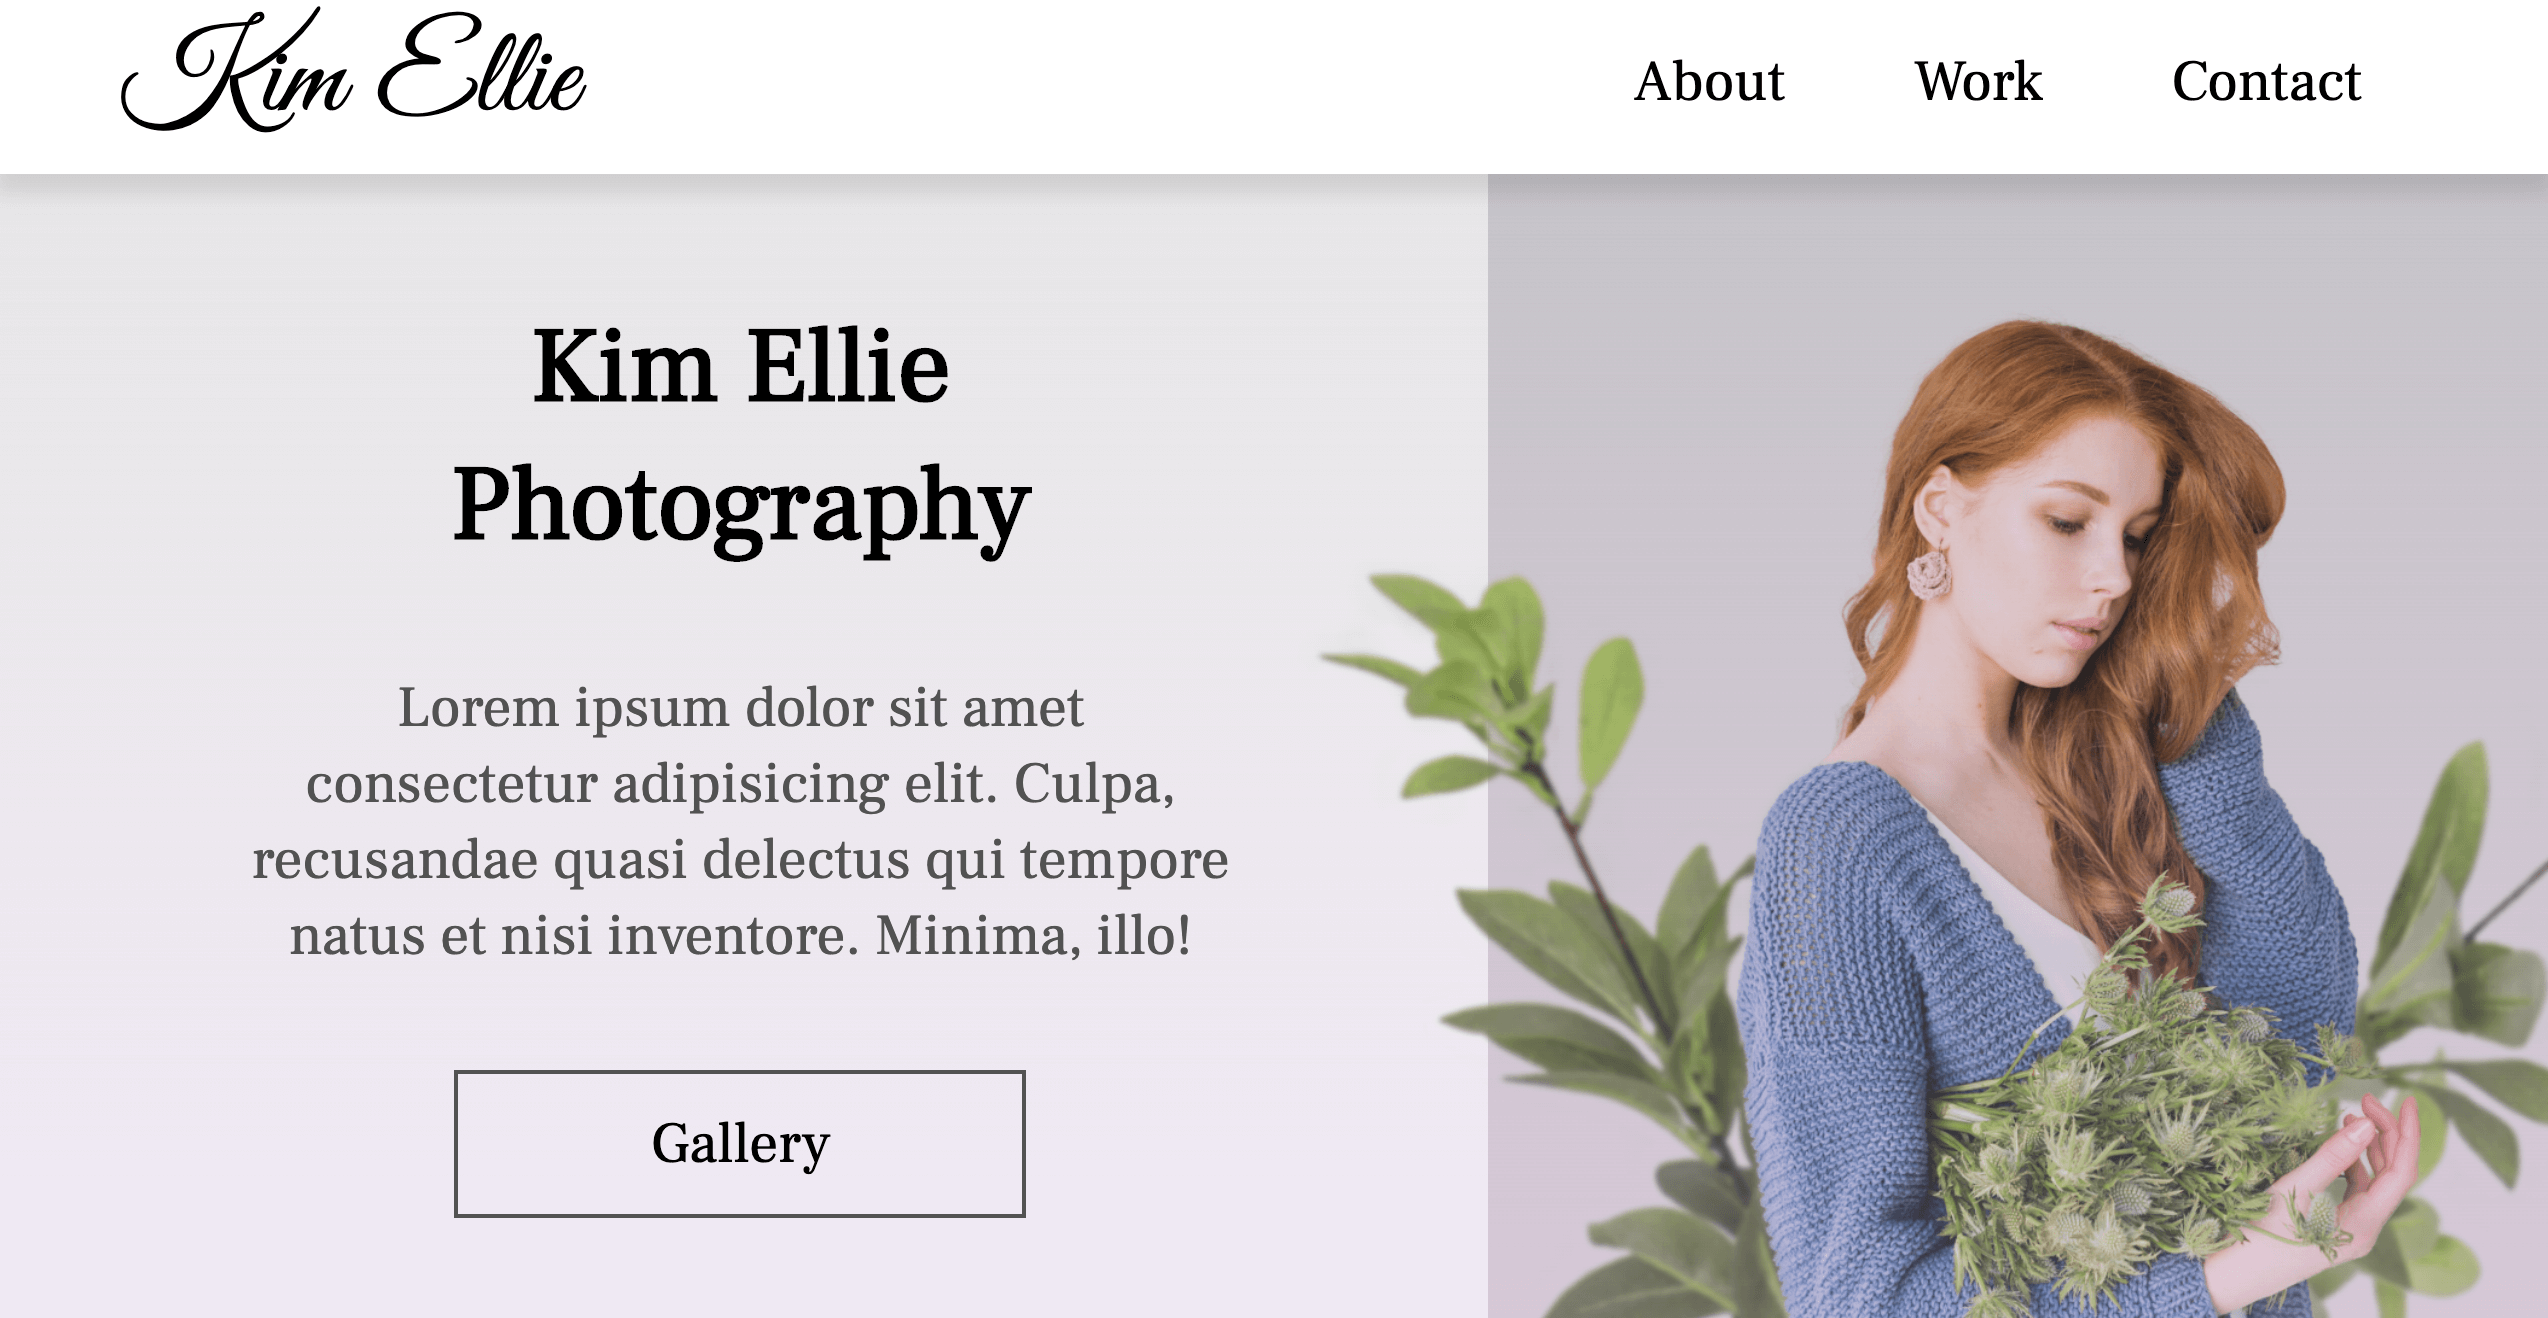 Kim Ellie
About Work Contact
Kim Ellie
Photography
Lorem ipsum dolor sit amet
consectetur adipisicing elit. Culpa,
recusandae quasi delectus qui tempore
natus et nisi inventore. Minima, illo!
Gallery